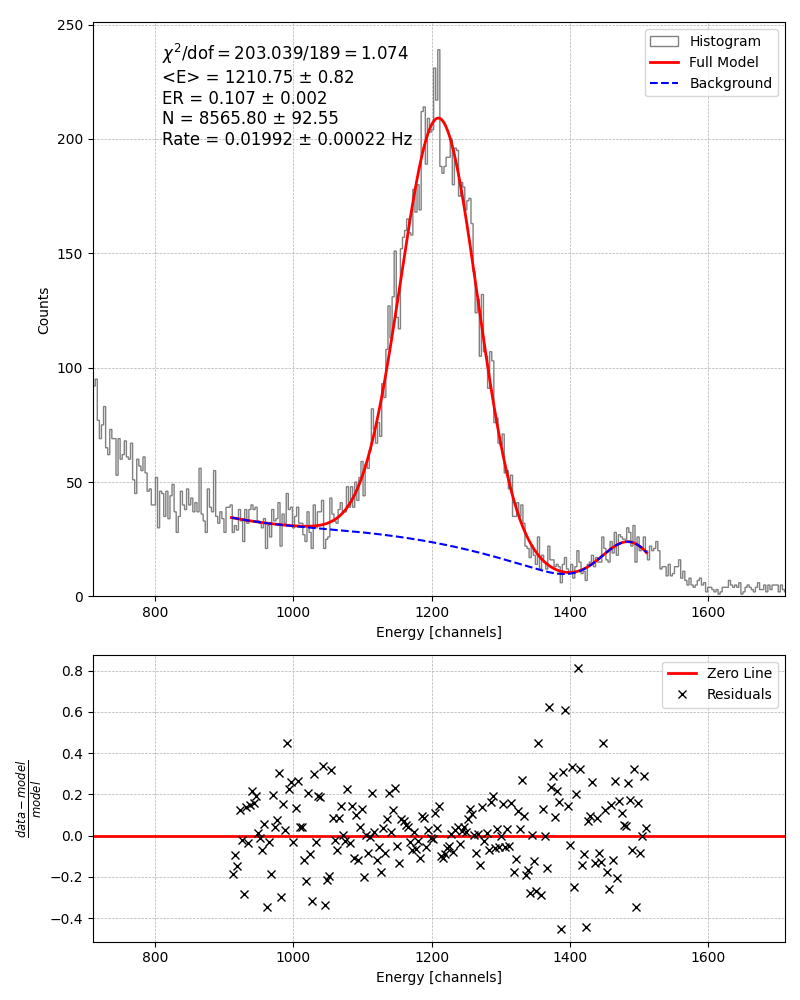 250
200
150
100
50
0
Counts
χ²/dof = 203.039/189 = 1.074
<E> = 1210.75 ± 0.82
ER = 0.107 ± 0.002
N = 8565.80 ± 92.55
Rate = 0.01992 ± 0.00022 Hz
Histogram
Full Model
Background
800 1000 1200 1400 1600
Energy [channels]
0.8
0.6
0.4
0.2
0.0
−0.2
−0.4
data − model
model
Zero Line
Residuals
800 1000 1200 1400 1600
Energy [channels]